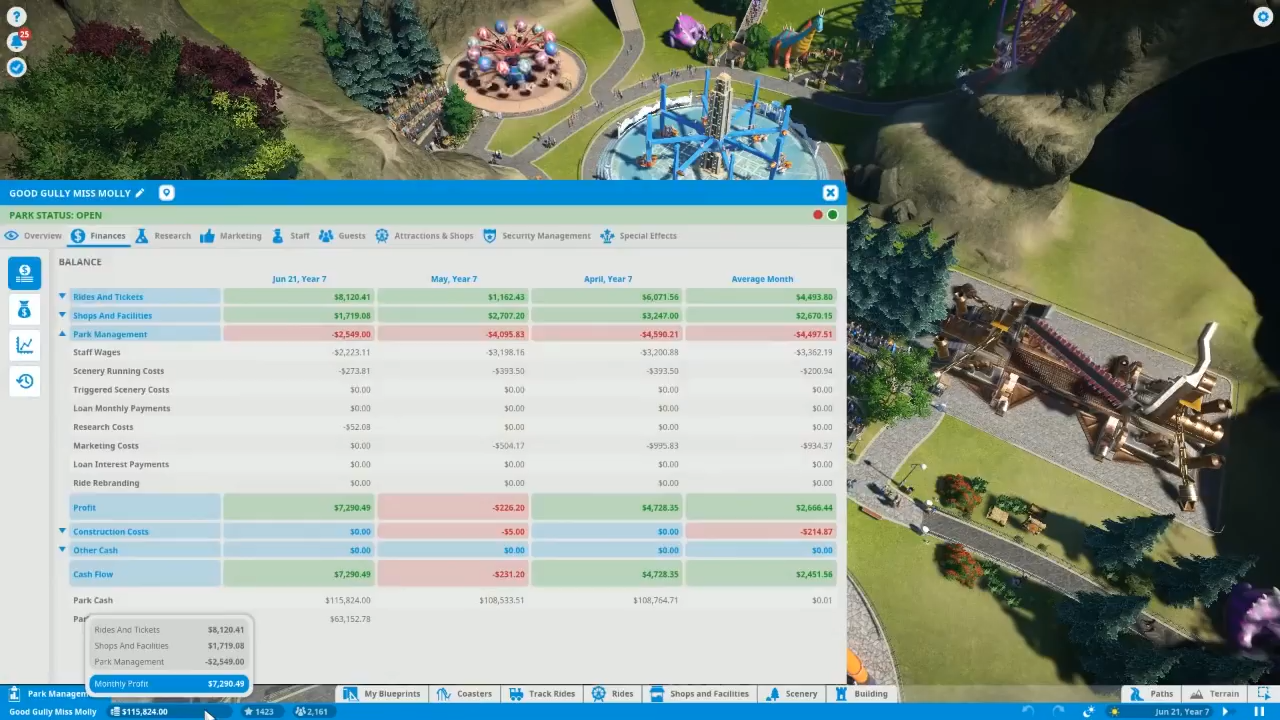 25
GOOD GULLY MISS MOLLY
PARK STATUS: OPEN
Overview Finances Research Marketing Staff Guests Attractions & Shops Security Management Special Effects
BALANCE
Jun 21, Year 7 May, Year 7 April, Year 7 Average Month
Rides And Tickets $8,120.41 $1,162.43 $6,071.56 $4,493.80
Shops And Facilities $1,719.08 $2,707.20 $3,247.00 $2,670.15
Park Management -$2,549.00 -$4,095.83 -$4,590.21 -$4,497.51
Staff Wages -$2,223.11 -$3,198.16 -$3,200.88 -$3,362.19
Scenery Running Costs -$273.81 -$393.50 -$393.50 -$200.94
Triggered Scenery Costs $0.00 $0.00 $0.00 $0.00
Loan Monthly Payments $0.00 $0.00 $0.00 $0.00
Research Costs -$52.08 $0.00 $0.00 $0.00
Marketing Costs $0.00 -$504.17 -$995.83 -$934.37
Loan Interest Payments $0.00 $0.00 $0.00 $0.00
Ride Rebranding $0.00 $0.00 $0.00 $0.00
Profit $7,290.49 -$226.20 $4,728.35 $2,666.44
Construction Costs $0.00 -$5.00 $0.00 -$214.87
Other Cash $0.00 $0.00 $0.00 $0.00
Cash Flow $7,290.49 -$231.20 $4,728.35 $2,451.56
Park Cash $115,824.00 $108,533.51 $108,764.71 $0.01
$63,152.78
Rides And Tickets $8,120.41
Shops And Facilities $1,719.08
Park Management -$2,549.00
Monthly Profit $7,290.49
Park Managemen My Blueprints Coasters Track Rides Rides Shops and Facilities Scenery Building Paths Terrain
Good Gully Miss Molly $115,824.00 1423 2,161 Jun 21, Year 7